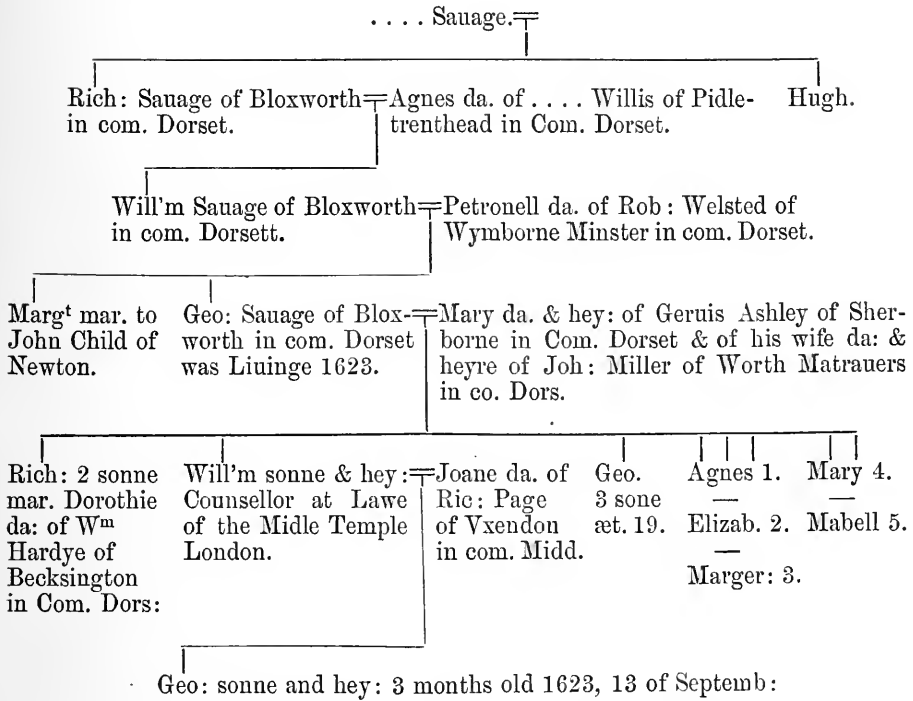 . . . . Sauage.
Rich: Sauage of Bloxworth
in com. Dorset.
Agnes da. of . . . . Willis of Pidle-
trenthead in Com. Dorset.
Hugh.
Will'm Sauage of Bloxworth
in com. Dorsett.
Petronell da. of Rob: Welsted of
Wymborne Minster in com. Dorset.
Margᵗ mar. to
John Child of
Newton.
Geo: Sauage of Blox-
worth in com. Dorset
was Liuinge 1623.
Mary da. & hey: of Geruis Ashley of Sher-
borne in Com. Dorset & of his wife da: &
heyre of Joh: Miller of Worth Matrauers
in co. Dors.
Rich: 2 sonne
mar. Dorothie
da: of Wᵐ
Hardye of
Becksington
in Com. Dors:
Will'm sonne & hey:
Counsellor at Lawe
of the Midle Temple
London.
Joane da. of
Ric: Page
of Vxendon
in com. Midd.
Geo.
3 sone
æt. 19.
Agnes 1.
—
Elizab. 2.
—
Marger: 3.
Mary 4.
—
Mabell 5.
Geo: sonne and hey: 3 months old 1623, 13 of Septemb: